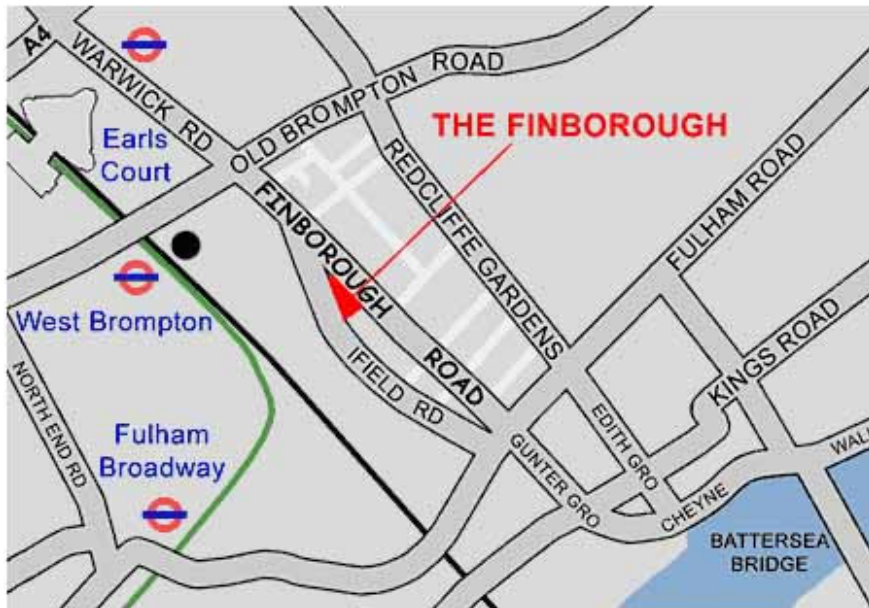 A4
WARWICK RD
OLD BROMPTON ROAD
THE FINBOROUGH
Earls
Court
FINBOROUGH ROAD
REDCLIFFE GARDENS
FULHAM ROAD
West Brompton
IFIELD RD
KINGS ROAD
NORTH END RD
Fulham
Broadway
GUNTER GRO
EDITH GRO
CHEYNE
WAL
BATTERSEA
BRIDGE